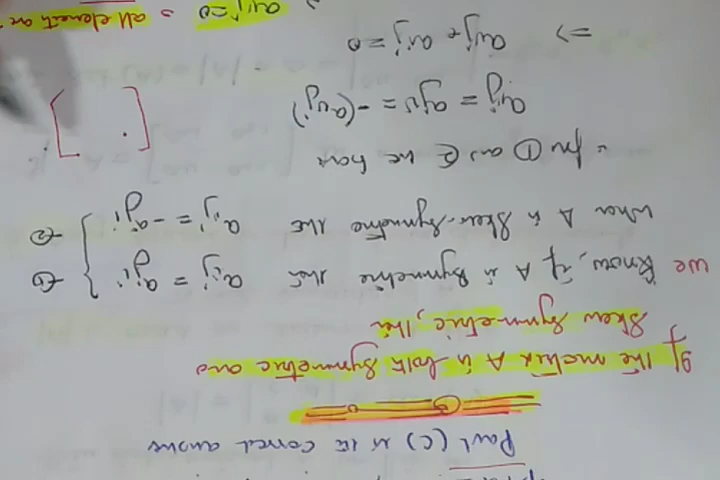 Part (C) is the correct answer
③
If the matrix A is both symmetric and
Skew Symmetric, then
we Know, if A is Symmetric then aij = aji —①
When A is Skew-Symmetric then aij = -aji —②
from ① and ② we have
aij = aji = -(aij)
=> aij + aij = 0
aij = 0 => all element are